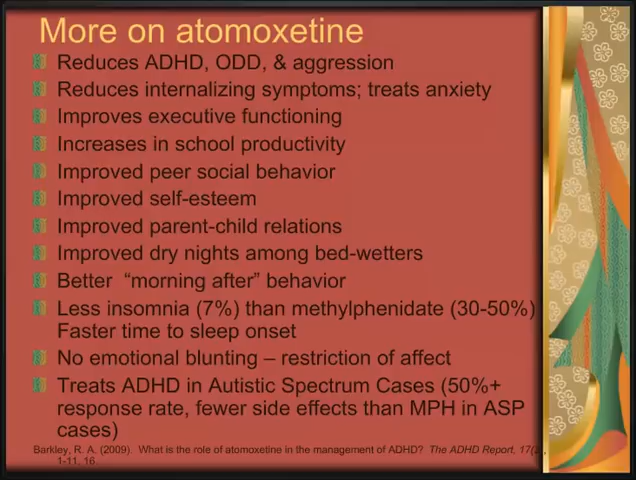 More on atomoxetine
Reduces ADHD, ODD, & aggression
Reduces internalizing symptoms; treats anxiety
Improves executive functioning
Increases in school productivity
Improved peer social behavior
Improved self-esteem
Improved parent-child relations
Improved dry nights among bed-wetters
Better “morning after” behavior
Less insomnia (7%) than methylphenidate (30-50%)
Faster time to sleep onset
No emotional blunting – restriction of affect
Treats ADHD in Autistic Spectrum Cases (50%+
response rate, fewer side effects than MPH in ASP
cases)
Barkley, R. A. (2009). What is the role of atomoxetine in the management of ADHD? The ADHD Report, 17(
1-11, 16.